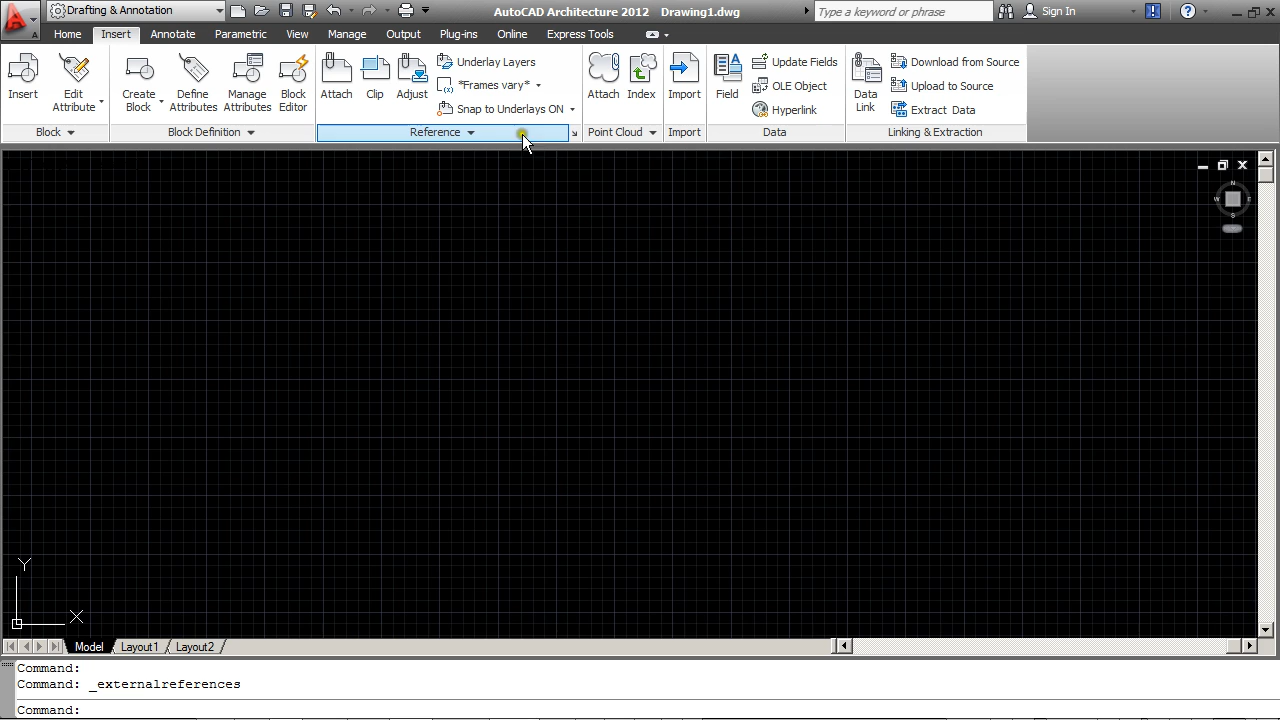 Drafting & Annotation
AutoCAD Architecture 2012 Drawing1.dwg
Type a keyword or phrase
Sign In
A
Home Insert Annotate Parametric View Manage Output Plug-ins Online Express Tools
Insert
Edit
Attribute
Create
Block
Define
Attributes
Manage
Attributes
Block
Editor
Attach
Clip
Adjust
Underlay Layers
*Frames vary*
Snap to Underlays ON
Attach
Index
Import
Field
Update Fields
OLE Object
Hyperlink
Data
Link
Download from Source
Upload to Source
Extract Data
Block Block Definition Reference Point Cloud Import Data Linking & Extraction
N
W E
S
Y
X
Model Layout1 Layout2
Command:
Command: _externalreferences
Command: